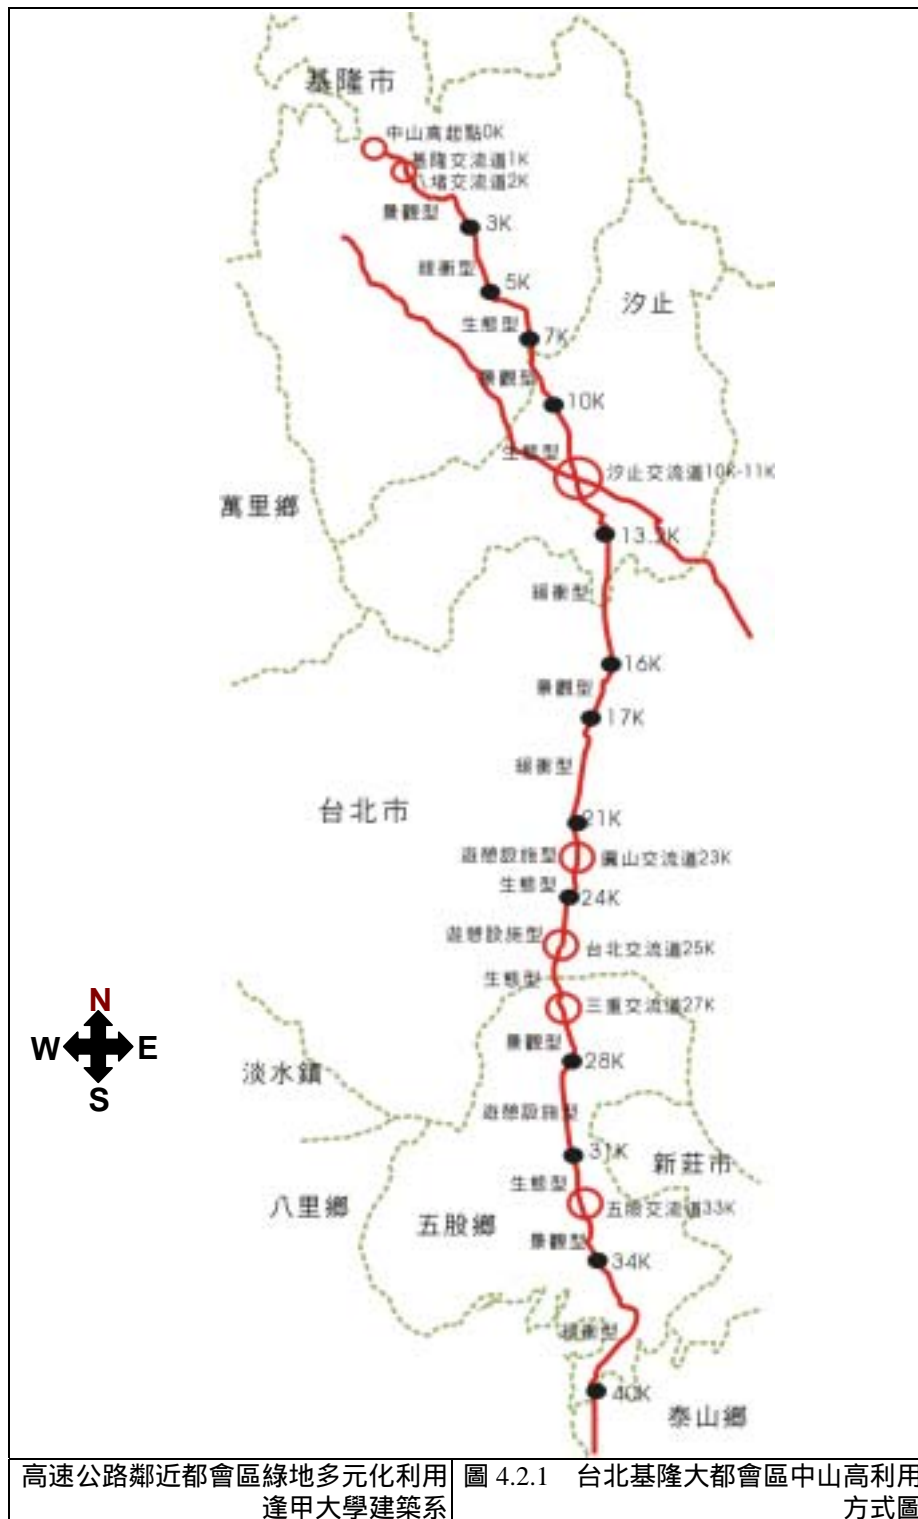 基隆市
中山高起點0K
基隆交流道1K
八堵交流道2K
景觀型
3K
緩衝型
5K
汐止
生態型
7K
景觀型
10K
生態型
汐止交流道10K-11K
萬里鄉
13.2K
緩衝型
16K
景觀型
17K
緩衝型
台北市
21K
遊憩設施型
圓山交流道23K
生態型
24K
遊憩設施型
台北交流道25K
生態型
三重交流道27K
N
W
E
S
景觀型
28K
淡水鎮
遊憩設施型
31K
新莊市
生態型
八里鄉
五股交流道33K
五股鄉
景觀型
34K
緩衝型
40K
泰山鄉
高速公路鄰近都會區綠地多元化利用
逢甲大學建築系
圖 4.2.1 台北基隆大都會區中山高利用
方式圖